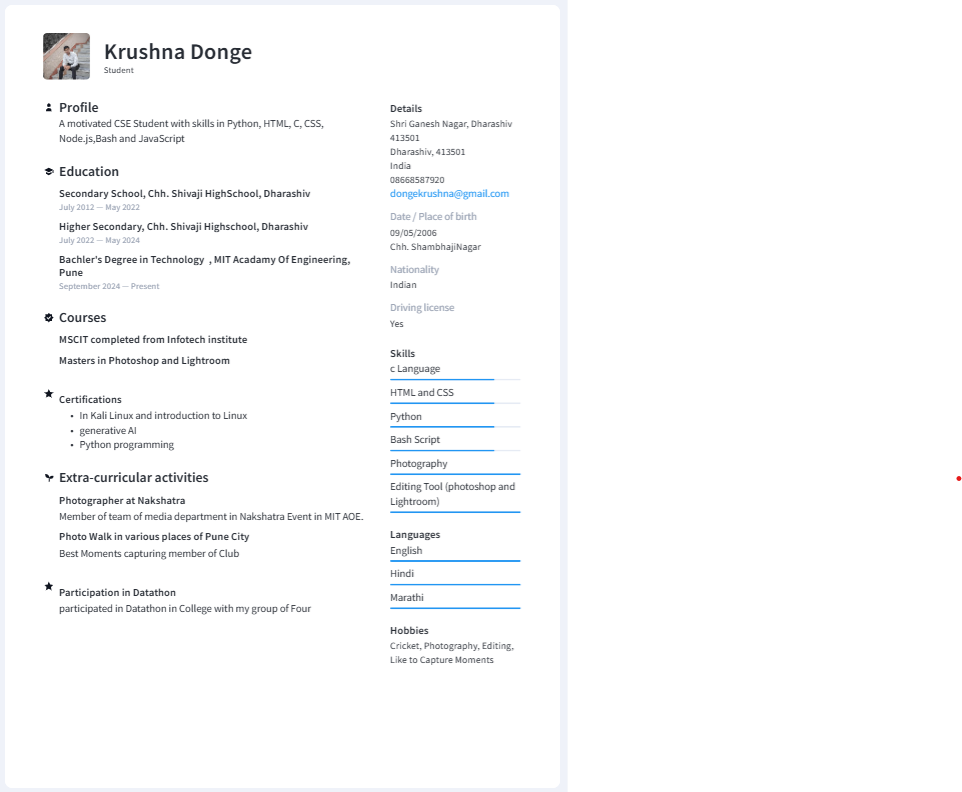 Krushna Donge
Student
Profile
A motivated CSE Student with skills in Python, HTML, C, CSS,
Node.js,Bash and JavaScript
Education
Secondary School, Chh. Shivaji HighSchool, Dharashiv
July 2012 — May 2022
Higher Secondary, Chh. Shivaji Highschool, Dharashiv
July 2022 — May 2024
Bachler's Degree in Technology , MIT Acadamy Of Engineering,
Pune
September 2024 — Present
Courses
MSCIT completed from Infotech institute
Masters in Photoshop and Lightroom
Certifications
• In Kali Linux and introduction to Linux
• generative AI
• Python programming
Extra-curricular activities
Photographer at Nakshatra
Member of team of media department in Nakshatra Event in MIT AOE.
Photo Walk in various places of Pune City
Best Moments capturing member of Club
Participation in Datathon
participated in Datathon in College with my group of Four
Details
Shri Ganesh Nagar, Dharashiv
413501
Dharashiv, 413501
India
08668587920
dongekrushna@gmail.com
Date / Place of birth
09/05/2006
Chh. ShambhajiNagar
Nationality
Indian
Driving license
Yes
Skills
c Language
HTML and CSS
Python
Bash Script
Photography
Editing Tool (photoshop and
Lightroom)
Languages
English
Hindi
Marathi
Hobbies
Cricket, Photography, Editing,
Like to Capture Moments